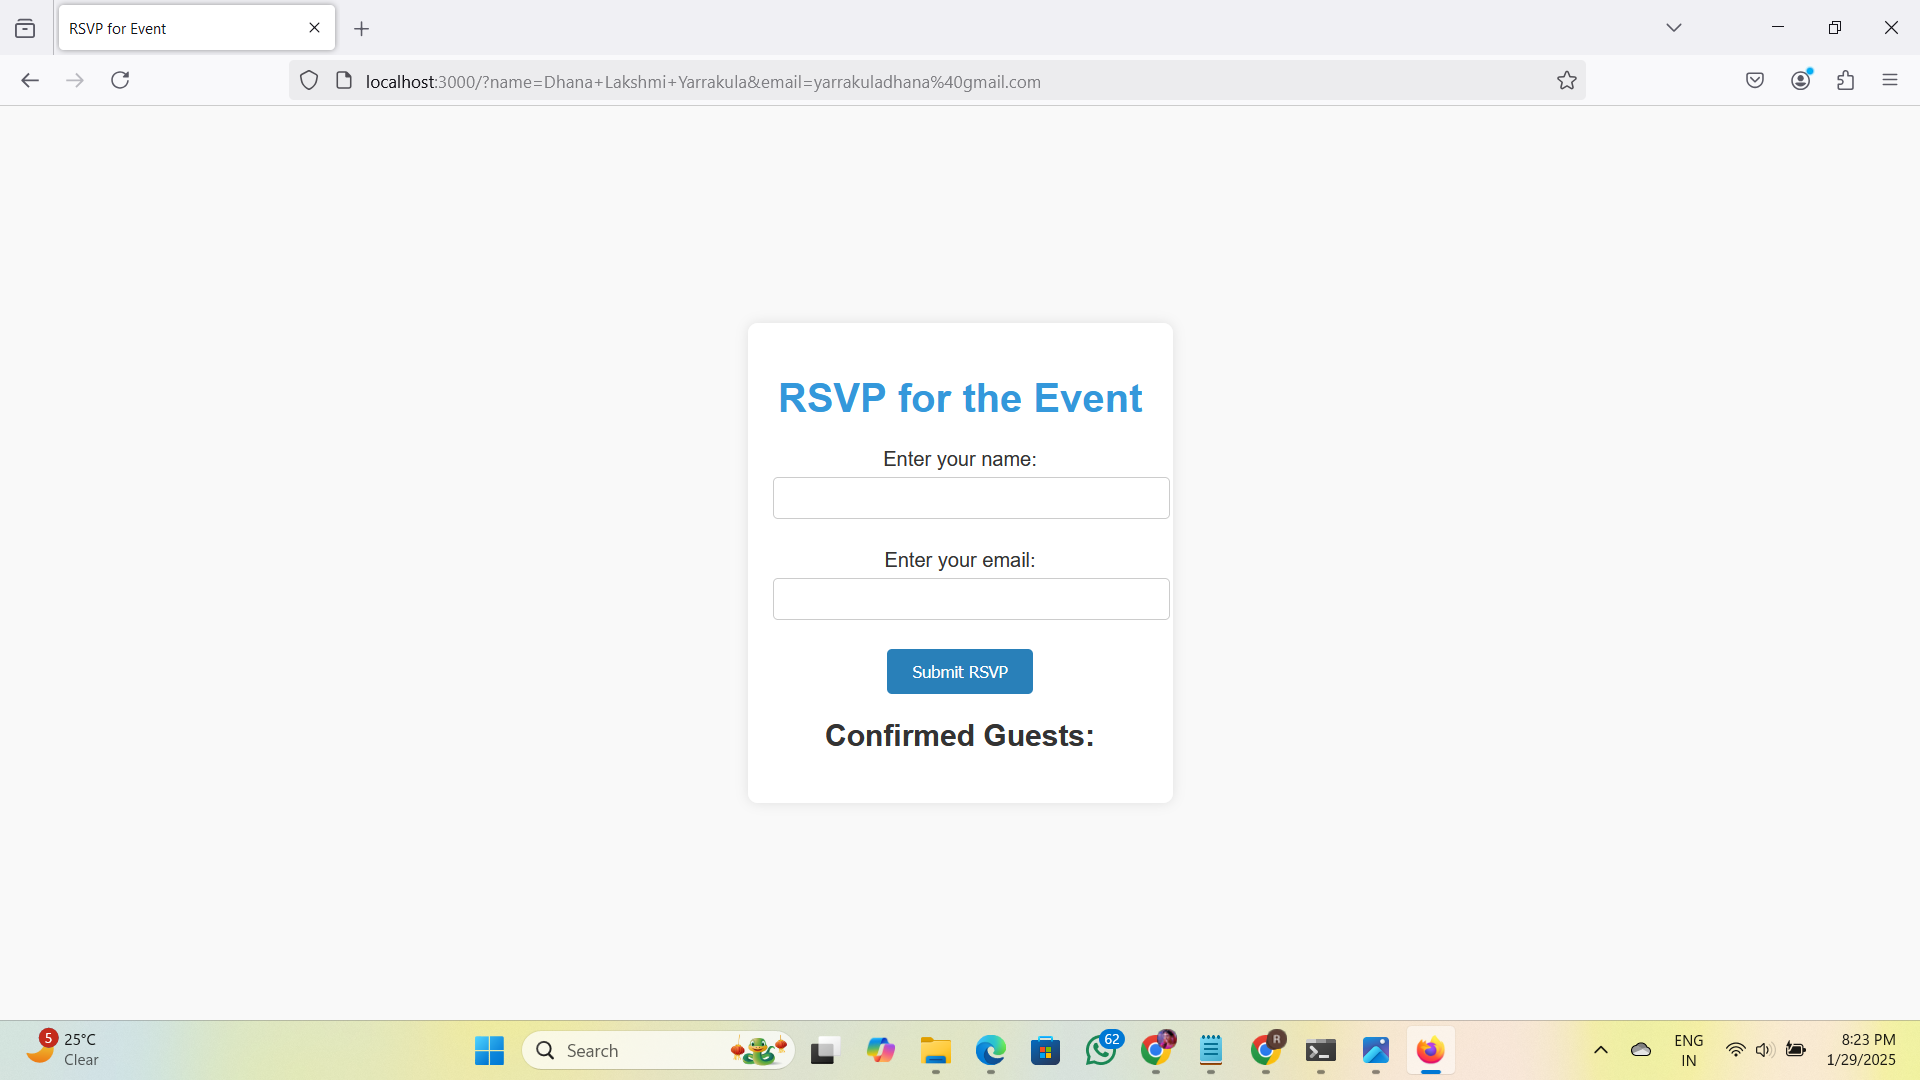 RSVP for Event
localhost:3000/?name=Dhana+Lakshmi+Yarrakula&email=yarrakuladhana%40gmail.com
RSVP for the Event
Enter your name:
Enter your email:
Submit RSVP
Confirmed Guests:
5
25°C
Clear
Search
62
R
ENG
IN
8:23 PM
1/29/2025